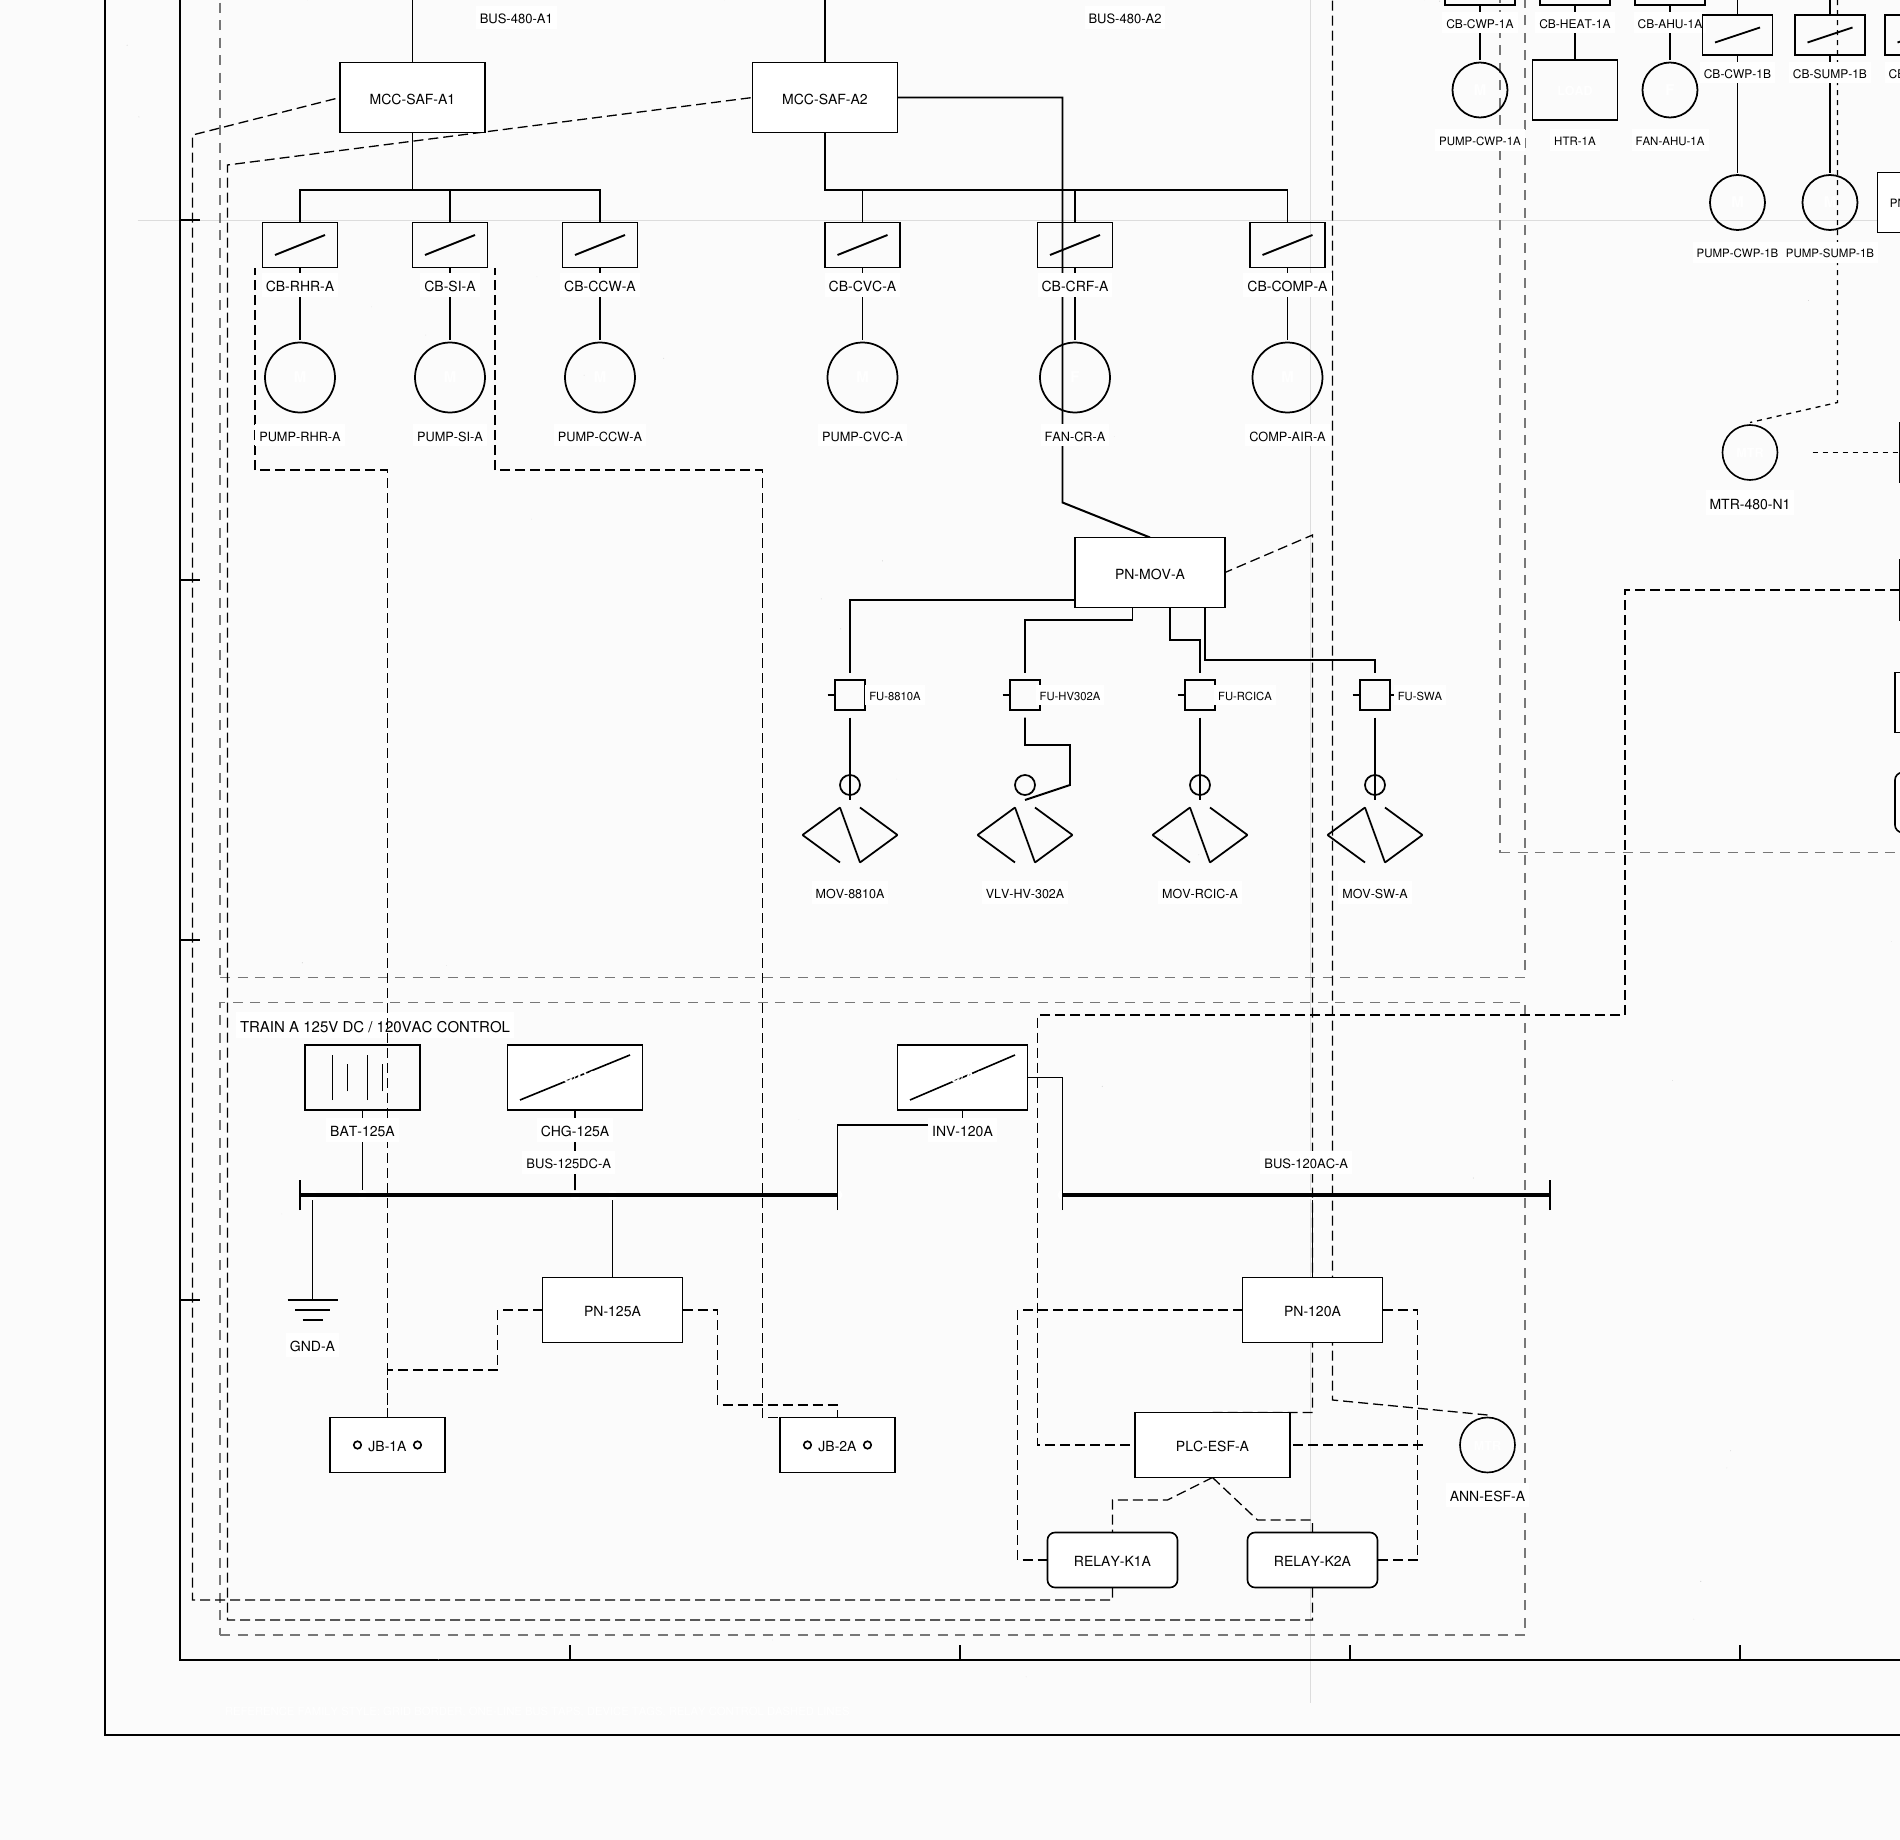 BUS-480-A1
BUS-480-A2
CB-CWP-1A
CB-HEAT-1A
CB-AHU-1A
CB-CWP-1B
CB-SUMP-1B
MCC-SAF-A1
MCC-SAF-A2
PUMP-CWP-1A
HTR-1A
FAN-AHU-1A
PUMP-CWP-1B
PUMP-SUMP-1B
CB-RHR-A
CB-SI-A
CB-CCW-A
CB-CVC-A
CB-CRF-A
CB-COMP-A
PUMP-RHR-A
PUMP-SI-A
PUMP-CCW-A
PUMP-CVC-A
FAN-CR-A
COMP-AIR-A
MTR-480-N1
PN-MOV-A
FU-8810A
FU-HV302A
FU-RCICA
FU-SWA
MOV-8810A
VLV-HV-302A
MOV-RCIC-A
MOV-SW-A
TRAIN A 125V DC / 120VAC CONTROL
BAT-125A
CHG-125A
INV-120A
BUS-125DC-A
BUS-120AC-A
PN-125A
PN-120A
GND-A
JB-1A
JB-2A
PLC-ESF-A
ANN-ESF-A
RELAY-K1A
RELAY-K2A